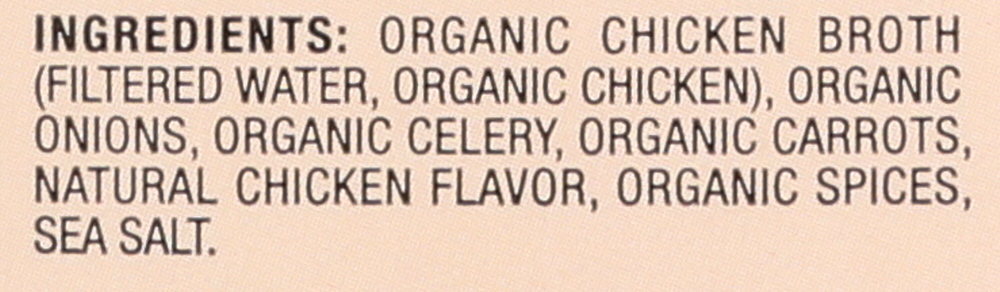 INGREDIENTS: ORGANIC CHICKEN BROTH
(FILTERED WATER, ORGANIC CHICKEN), ORGANIC
ONIONS, ORGANIC CELERY, ORGANIC CARROTS,
NATURAL CHICKEN FLAVOR, ORGANIC SPICES,
SEA SALT.